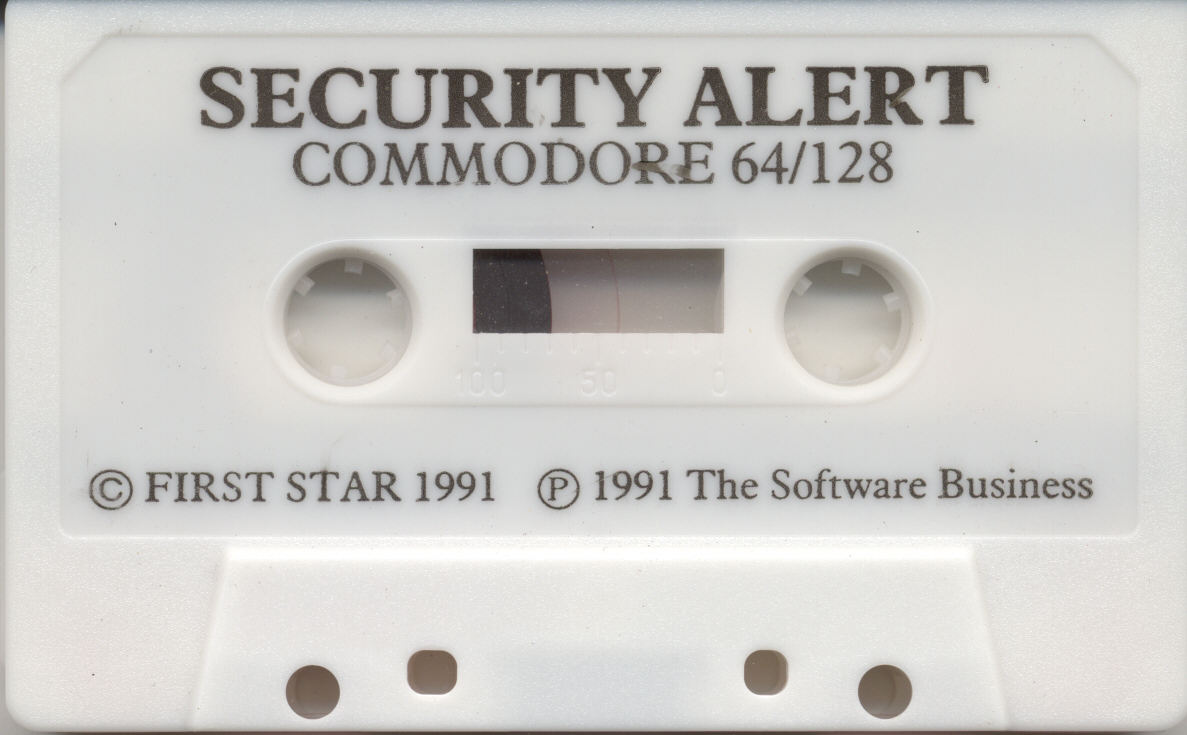 SECURITY ALERT
COMMODORE 64/128
100 50 0
© FIRST STAR 1991 ℗ 1991 The Software Business